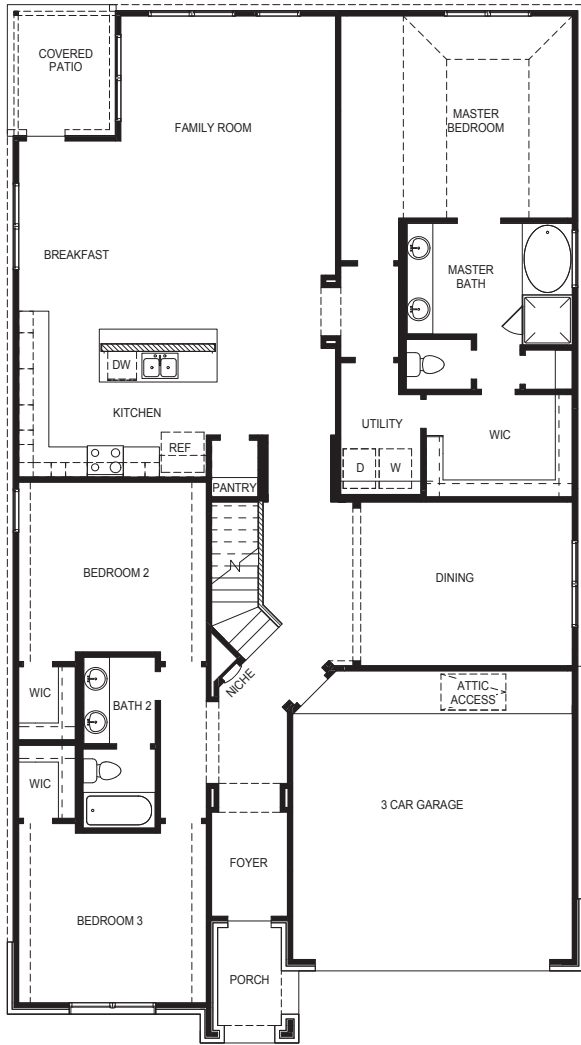 COVERED
PATIO
FAMILY ROOM
MASTER
BEDROOM
BREAKFAST
MASTER
BATH
DW
KITCHEN
UTILITY
WIC
REF
D
W
PANTRY
BEDROOM 2
DINING
NICHE
WIC
BATH 2
ATTIC
ACCESS
WIC
3 CAR GARAGE
FOYER
BEDROOM 3
PORCH
N